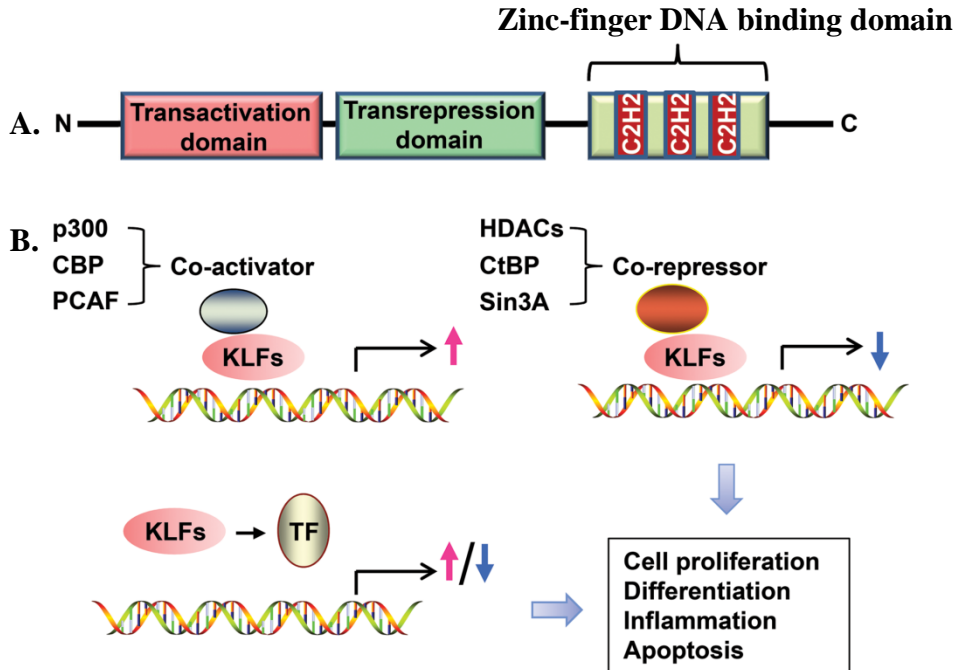 Zinc-finger DNA binding domain
A. N
Transactivation
domain
Transrepression
domain
C2H2
C2H2
C2H2
C
B.
p300
CBP
PCAF
Co-activator
KLFs
HDACs
CtBP
Sin3A
Co-repressor
KLFs
KLFs
TF
/
Cell proliferation
Differentiation
Inflammation
Apoptosis